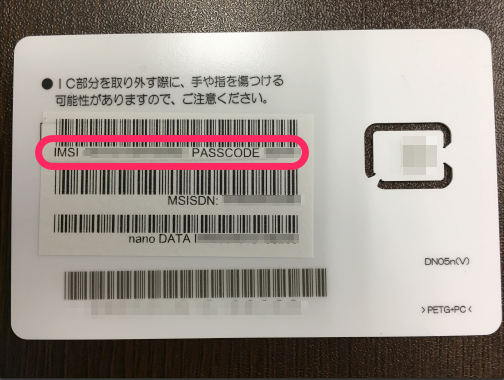 ●IC部分を取り外す際に、手や指を傷つける
可能性がありますので、ご注意ください。
IMSI PASSCODE
MSISDN:
nano DATA
DN05n(V)
>PETG+PC<